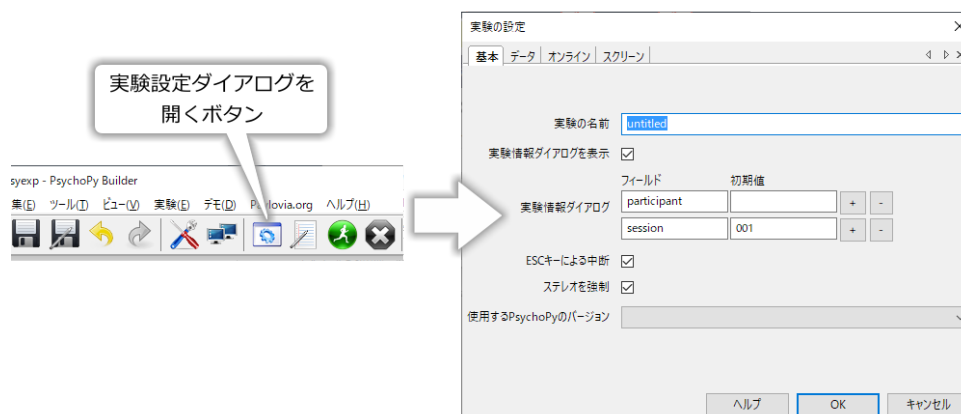 実験設定ダイアログを
開くボタン
syexp - PsychoPy Builder
集(E) ツール(T) ビュー(V) 実験(E) デモ(D) Pavlovia.org ヘルプ(H)
実験の設定
基本 データ オンライン スクリーン
実験の名前 untitled
実験情報ダイアログを表示
フィールド 初期値
実験情報ダイアログ participant + -
session 001 + -
ESCキーによる中断
ステレオを強制
使用するPsychoPyのバージョン
ヘルプ OK キャンセル